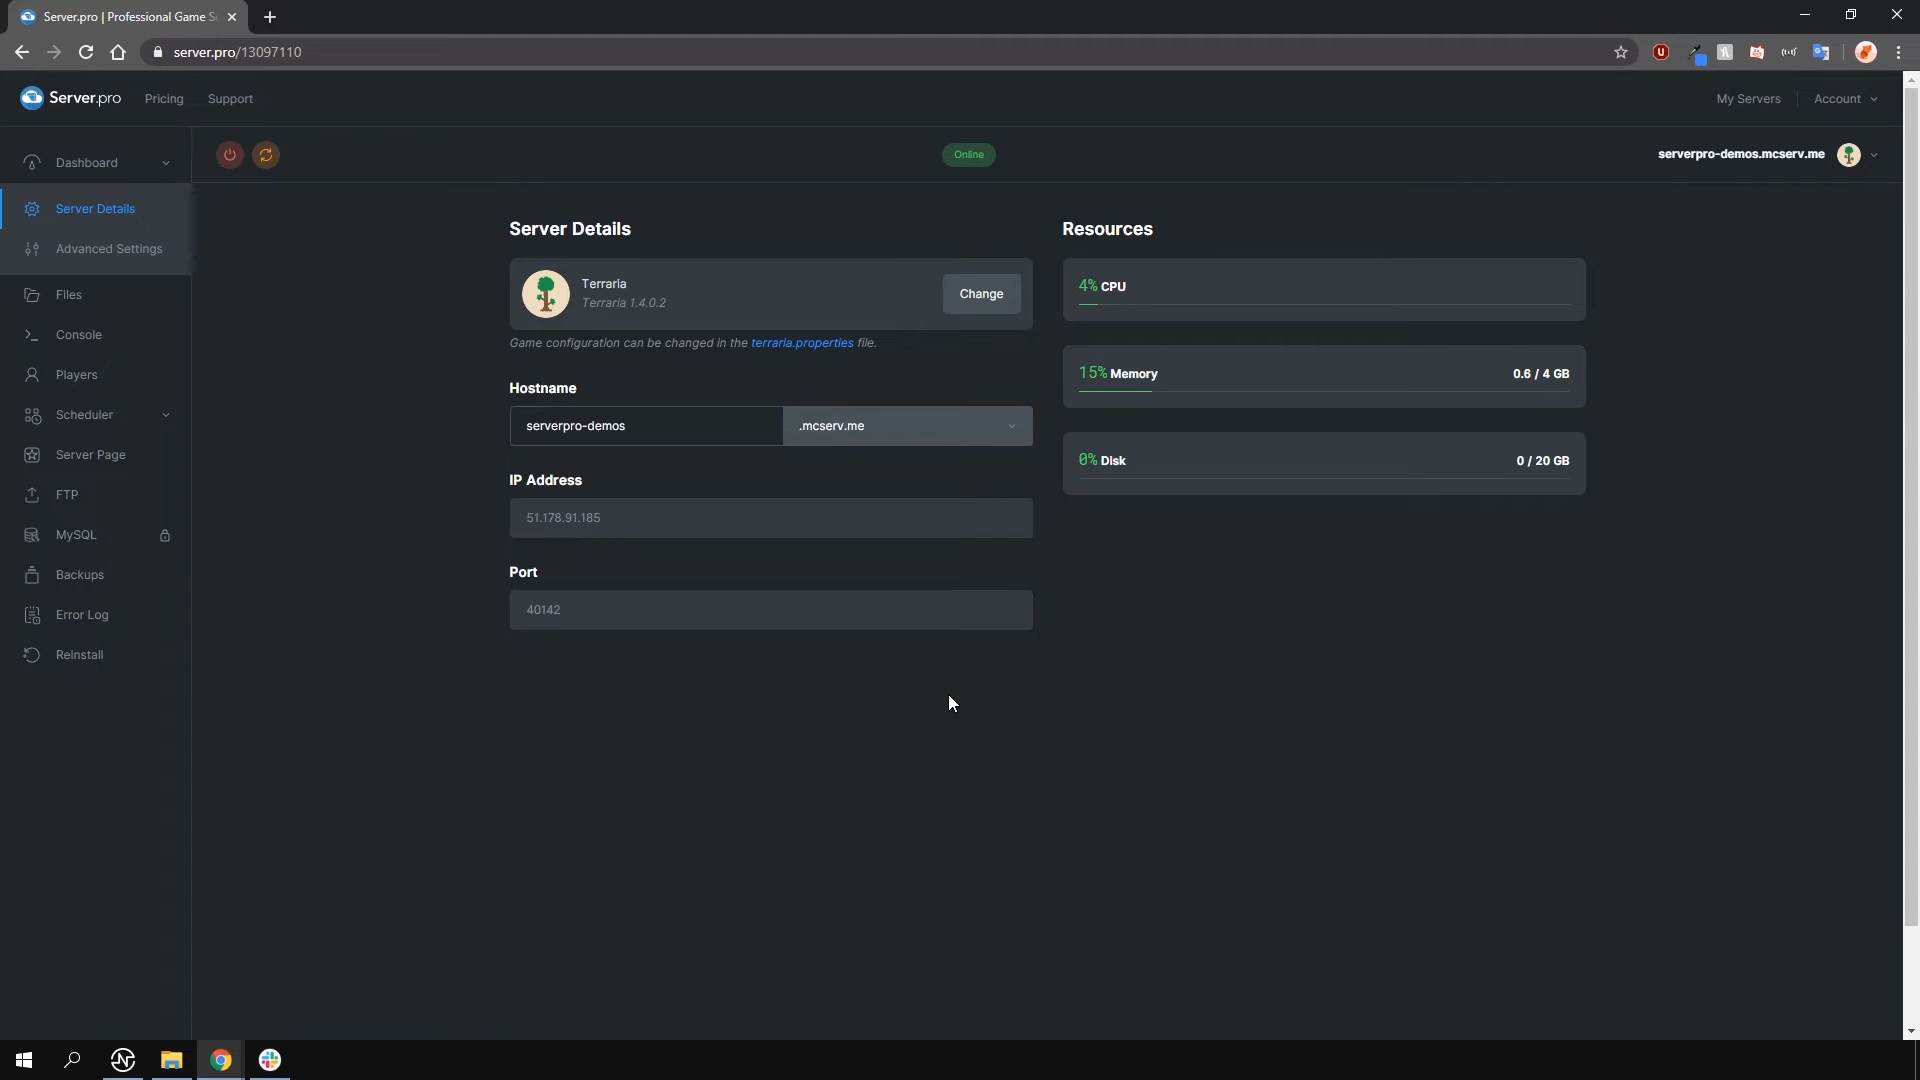 Server.pro | Professional Game S
server.pro/13097110
Server.pro
Pricing
Support
My Servers
Account
Dashboard
Online
serverpro-demos.mcserv.me
Server Details
Advanced Settings
Files
Console
Players
Scheduler
Server Page
FTP
MySQL
Backups
Error Log
Reinstall
Server Details
Terraria
Terraria 1.4.0.2
Change
Game configuration can be changed in the terraria.properties file.
Hostname
serverpro-demos
.mcserv.me
IP Address
51.178.91.185
Port
40142
Resources
4% CPU
15% Memory
0.6 / 4 GB
0% Disk
0 / 20 GB